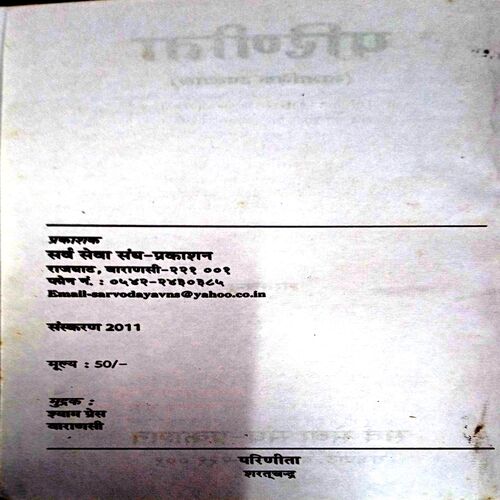 प्रकाशक
सर्व सेवा संघ-प्रकाशन
राजघाट, वाराणसी-२२१ ००१
फोन नं. : ०५४२-२४३०३८५
Email-sarvodayavns@yahoo.co.in
संस्करण 2011
मूल्य : 50/-
मुद्रक :
श्याम प्रेस
वाराणसी
परिणीता
शरत्‌चन्द्र